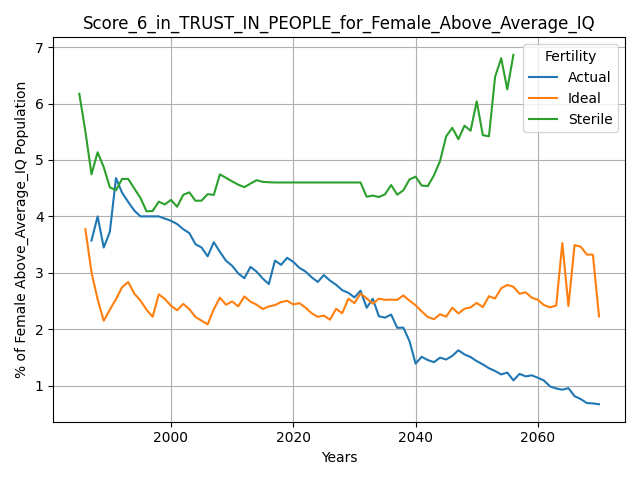 Score_6_in_TRUST_IN_PEOPLE_for_Female_Above_Average_IQ
% of Female Above_Average_IQ Population
7
6
5
4
3
2
1
Fertility
Actual
Ideal
Sterile
2000
2020
2040
2060
Years